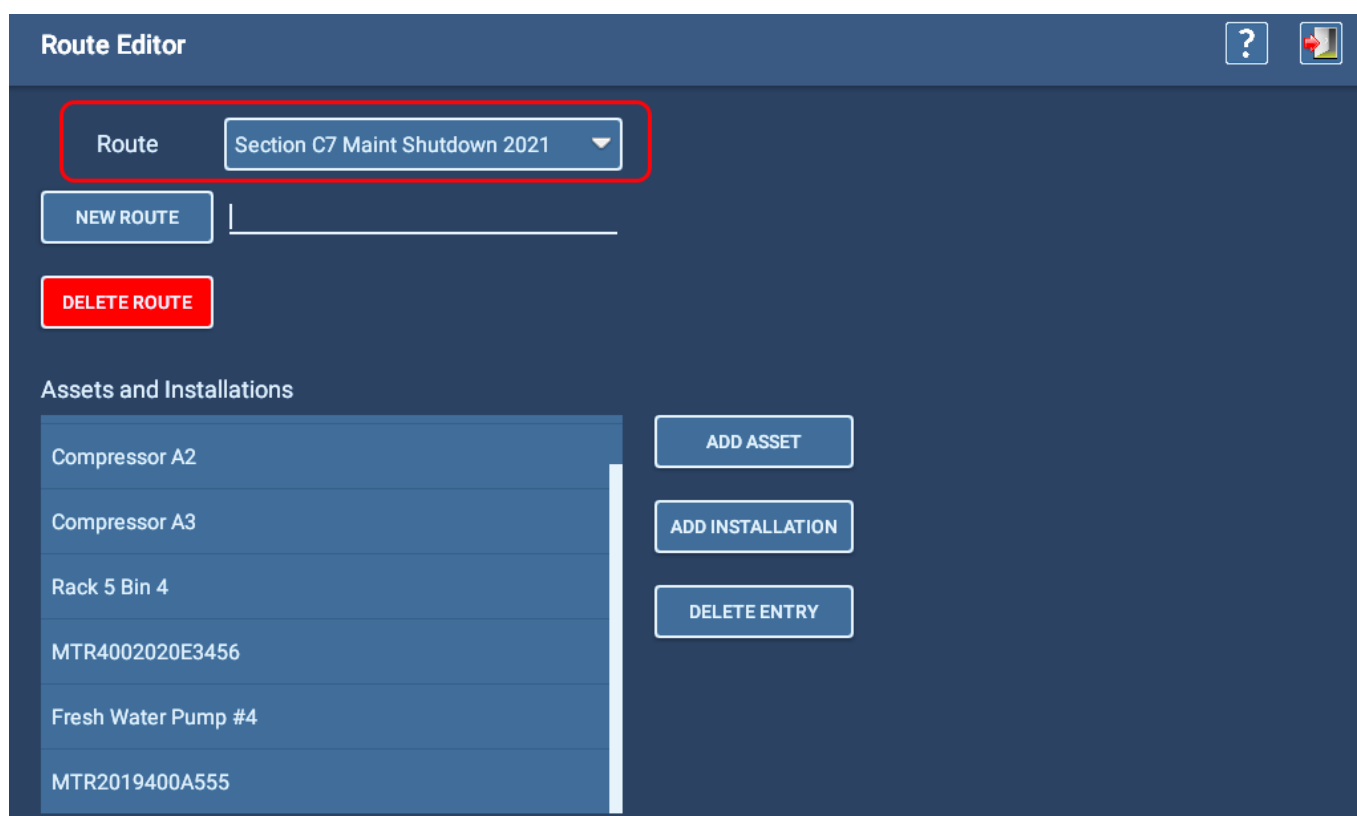 Route Editor
?
Route
Section C7 Maint Shutdown 2021
NEW ROUTE
DELETE ROUTE
Assets and Installations
Compressor A2
Compressor A3
Rack 5 Bin 4
MTR4002020E3456
Fresh Water Pump #4
MTR2019400A555
ADD ASSET
ADD INSTALLATION
DELETE ENTRY